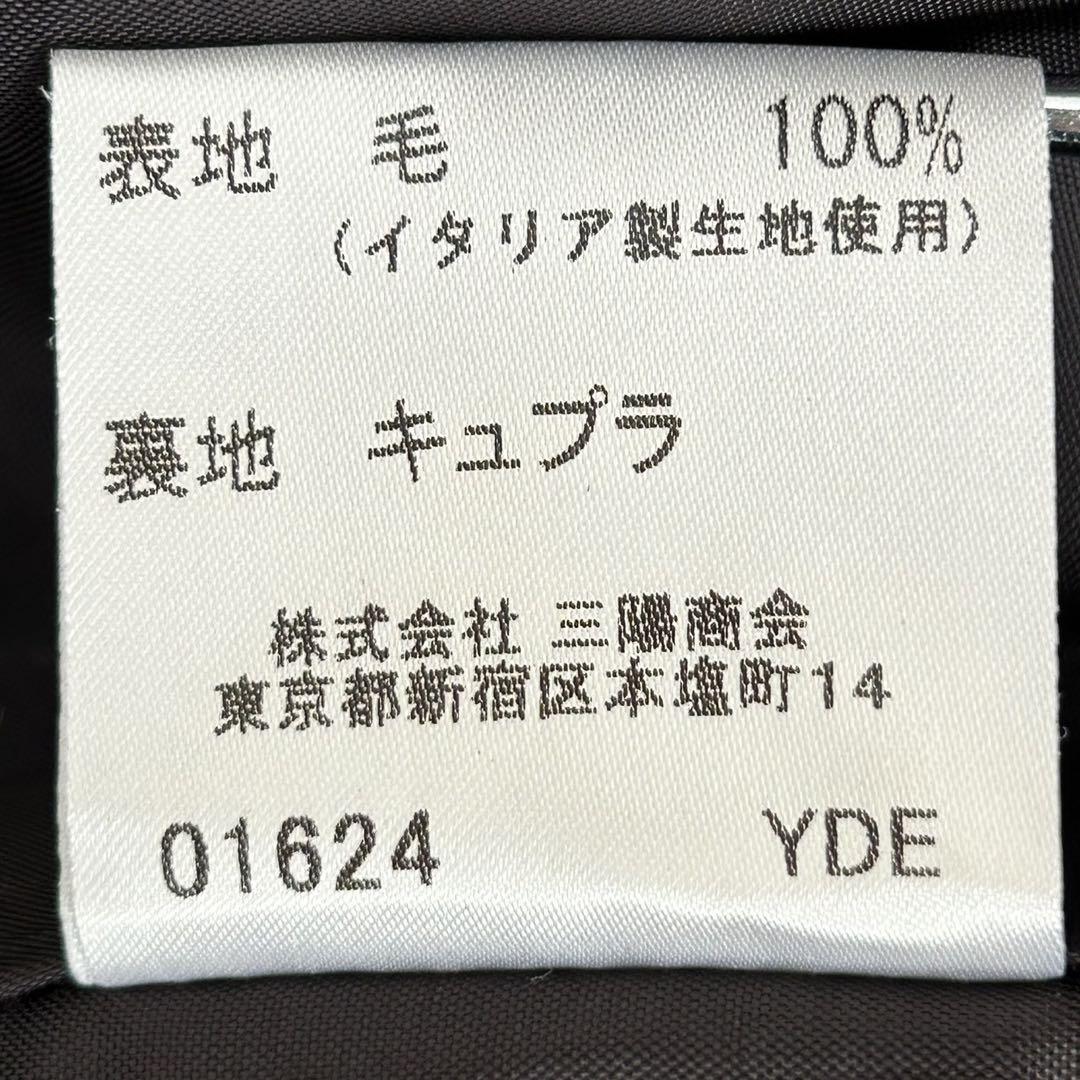 表地 毛 100%
(イタリア製生地使用)
裏地 キュプラ
株式会社 三陽商会
東京都新宿区本塩町14
01624 YDE